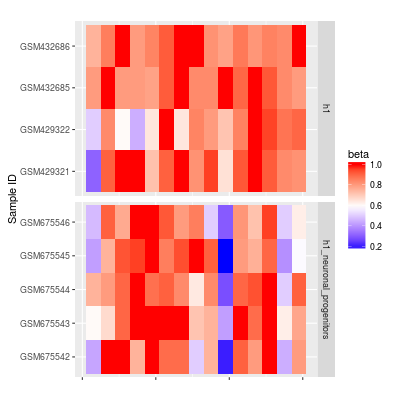 GSM432686
GSM432685
GSM429322
GSM429321
h1
GSM675546
GSM675545
GSM675544
GSM675543
GSM675542
h1_neuronal_progenitors
Sample ID
beta
1.0
0.8
0.6
0.4
0.2